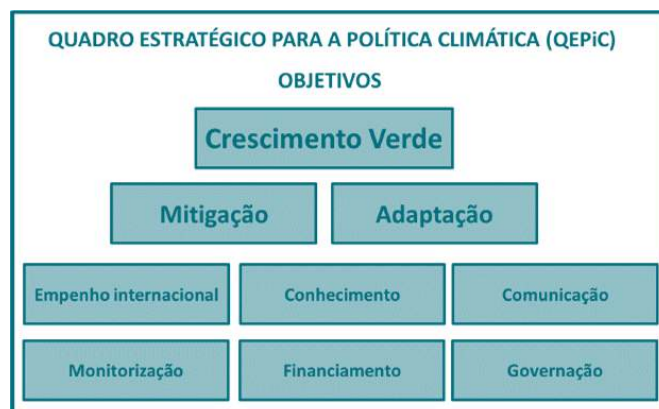 QUADRO ESTRATÉGICO PARA A POLÍTICA CLIMÁTICA (QEPiC)
OBJETIVOS
Crescimento Verde
Mitigação
Adaptação
Empenho internacional
Conhecimento
Comunicação
Monitorização
Financiamento
Governação